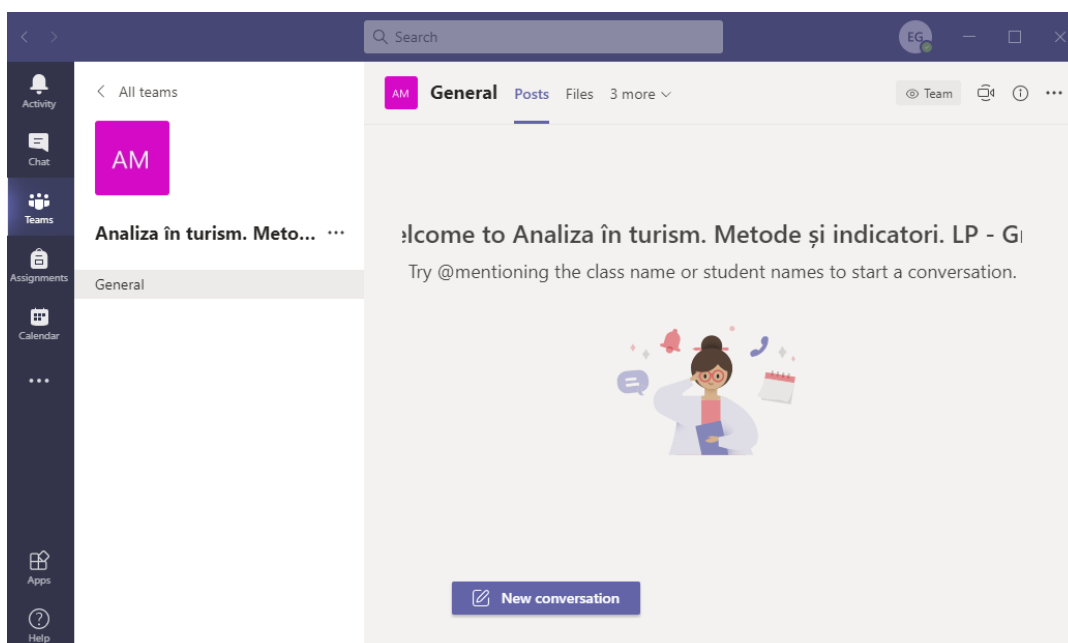 Search
EG
Activity
Chat
Teams
Assignments
Calendar
Apps
Help
All teams
AM
Analiza în turism. Meto... ···
General
AM General Posts Files 3 more
Team
elcome to Analiza în turism. Metode și indicatori. LP -
Try @mentioning the class name or student names to start a conversation.
New conversation